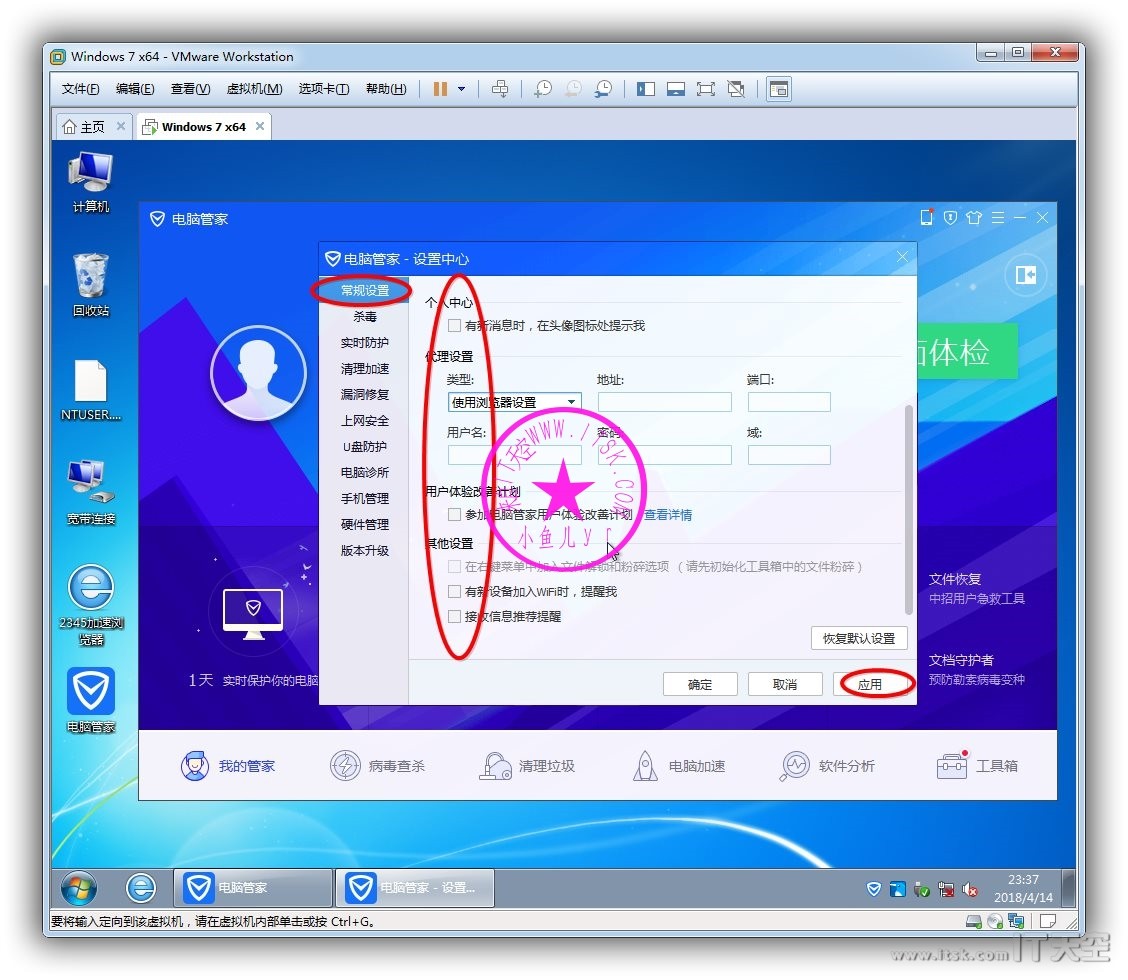 Windows 7 x64 - VMware Workstation
文件(F) 编辑(E) 查看(V) 虚拟机(M) 选项卡(T) 帮助(H)
主页 Windows 7 x64
计算机
回收站
NTUSER....
宽带连接
2345加速浏
览器
电脑管家
电脑管家
电脑管家 - 设置中心
常规设置
杀毒
实时防护
清理加速
漏洞修复
上网安全
U盘防护
电脑诊所
手机管理
硬件管理
版本升级
个人中心
有新消息时，在头像图标处提示我
代理设置
类型: 地址: 端口:
使用浏览器设置
用户名: 密码: 域:
用户体验改善计划
参加电脑管家用户体验改善计划 查看详情
其他设置
在右键菜单中加入文件解锁和粉碎选项 （请先初始化工具箱中的文件粉碎）
有新设备加入WiFi时，提醒我
接收信息推荐提醒
恢复默认设置
确定 取消 应用
来自IT天空WWW.ITSK.COM
小鱼儿yr
体检
文件恢复
中招用户急救工具
文档守护者
预防勒索病毒变种
1天 实时保护你的电脑
我的管家 病毒查杀 清理垃圾 电脑加速 软件分析 工具箱
电脑管家 电脑管家 - 设置...
23:37
2018/4/14
要将输入定向到该虚拟机，请在虚拟机内部单击或按 Ctrl+G。
www.itsk.com IT天空